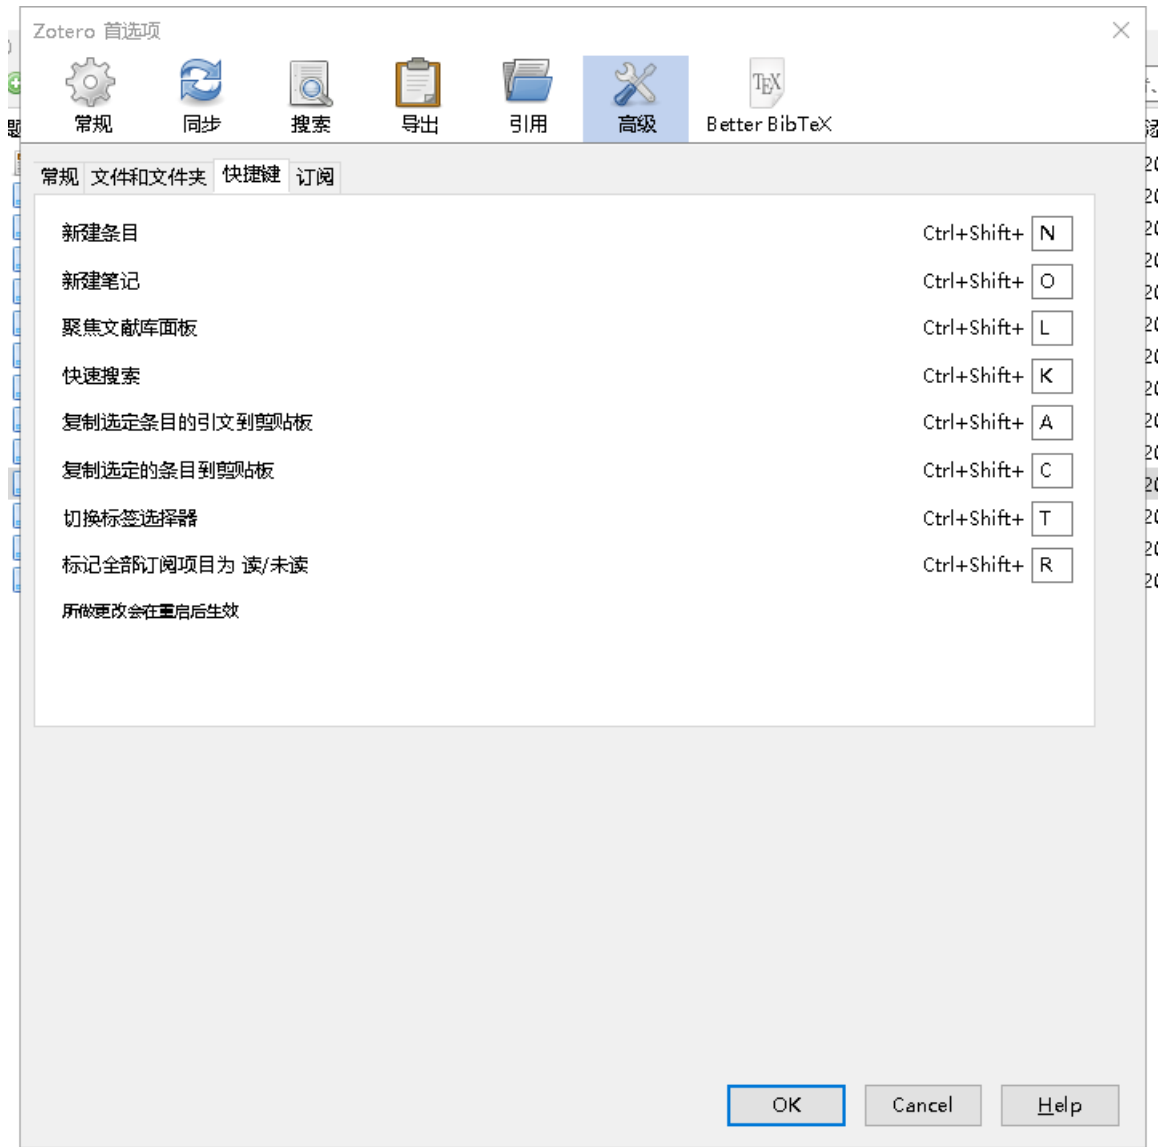 Zotero 首选项
常规 同步 搜索 导出 引用 高级 Better BibTeX
常规 文件和文件夹 快捷键 订阅
新建条目 Ctrl+Shift+ N
新建笔记 Ctrl+Shift+ O
聚焦文献库面板 Ctrl+Shift+ L
快速搜索 Ctrl+Shift+ K
复制选定条目的引文到剪贴板 Ctrl+Shift+ A
复制选定的条目到剪贴板 Ctrl+Shift+ C
切换标签选择器 Ctrl+Shift+ T
标记全部订阅项目为 读/未读 Ctrl+Shift+ R
所做更改会在重启后生效
OK Cancel Help